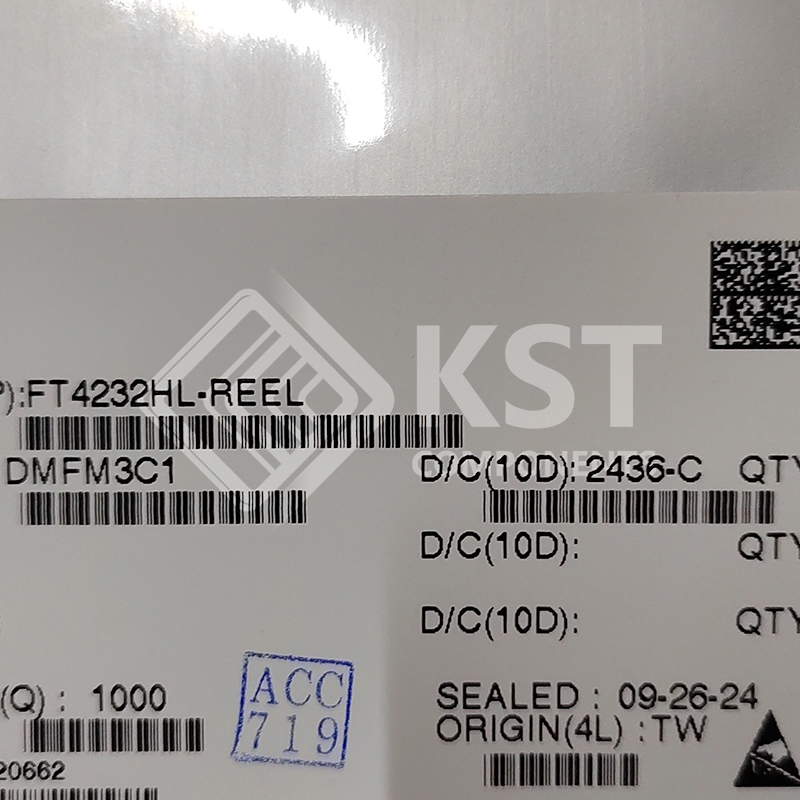 KST
COMPONENTS
P):FT4232HL-REEL
DMFM3C1
D/C(10D): 2436-C QTY
D/C(10D): QTY
D/C(10D): QTY
(Q) : 1000
ACC
719
SEALED : 09-26-24
ORIGIN(4L) :TW
20662